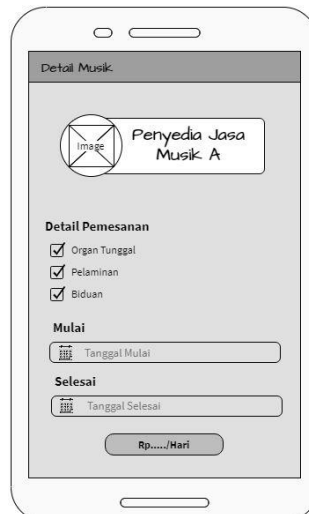 Detail Musik
Image
Penyedia Jasa
Musik A
Detail Pemesanan
Organ Tunggal
Pelaminan
Biduan
Mulai
Tanggal Mulai
Selesai
Tanggal Selesai
Rp...../Hari